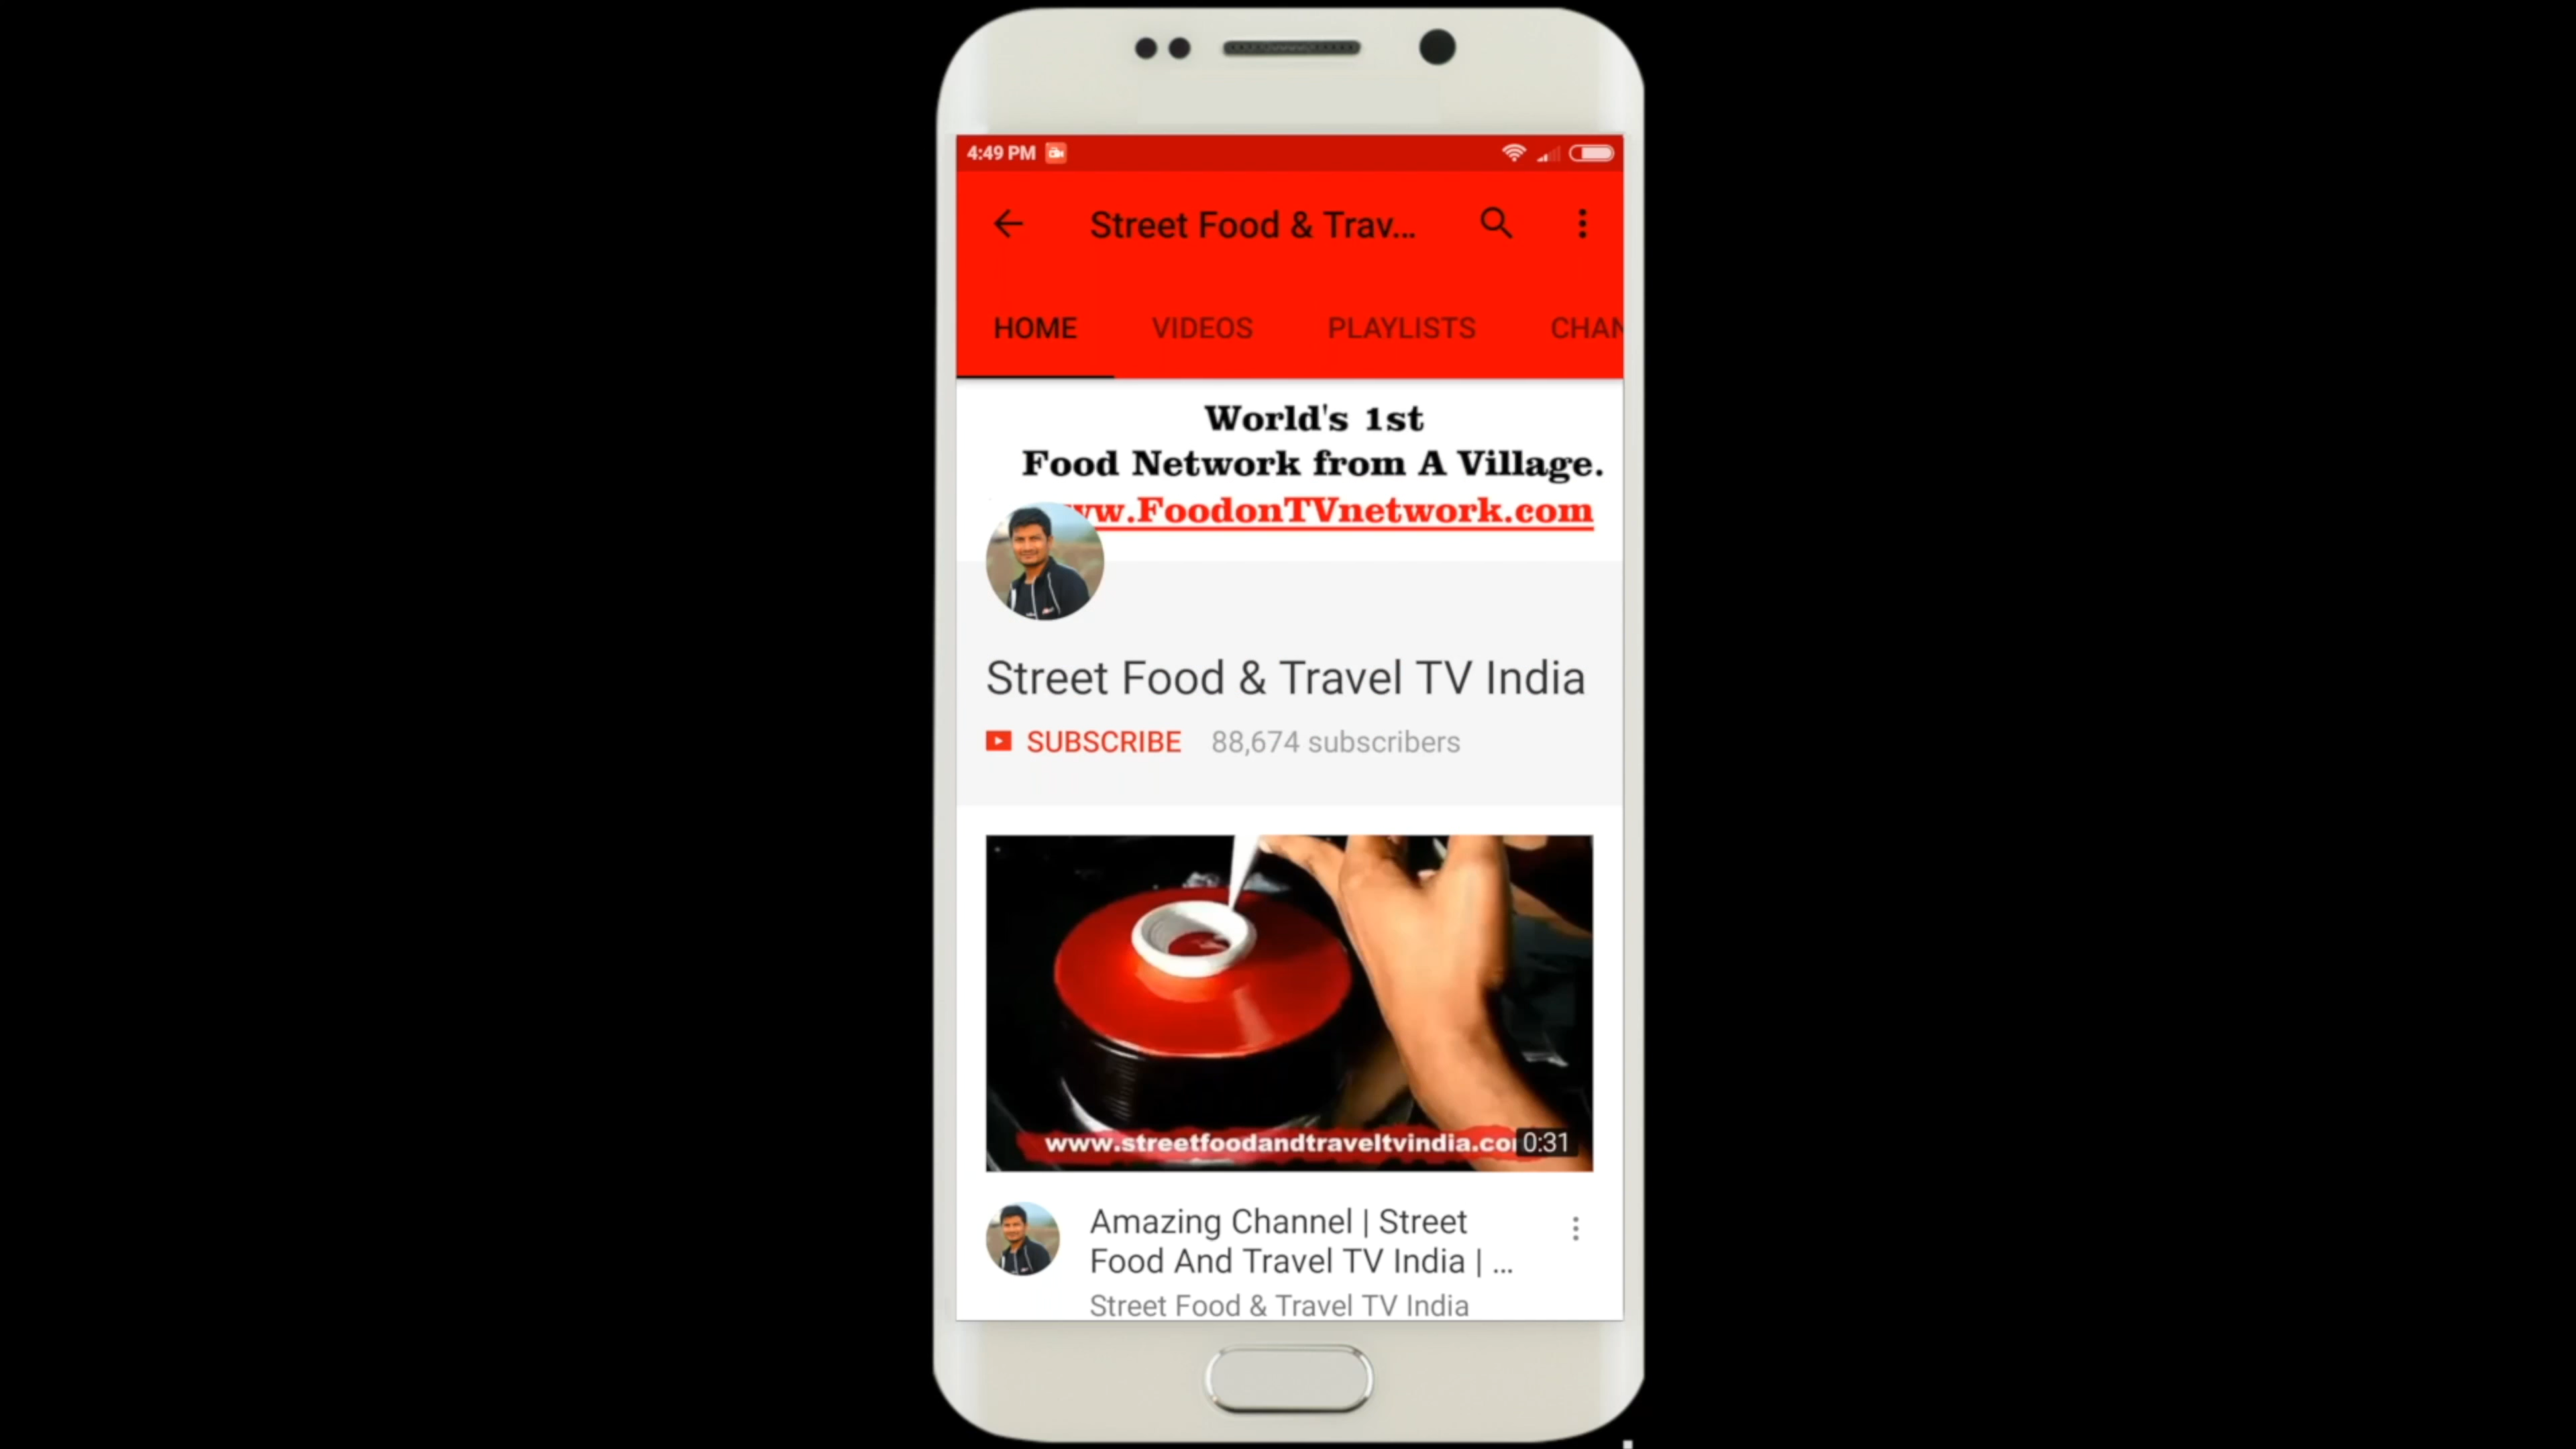 4:49 PM
Street Food & Trav...
HOME VIDEOS PLAYLISTS CHAN
World's 1st
Food Network from A Village.
ww.FoodonTVnetwork.com
Street Food & Travel TV India
SUBSCRIBE 88,674 subscribers
www.streetfoodandtraveltvindia.co
0:31
Amazing Channel | Street
Food And Travel TV India | ...
Street Food & Travel TV India